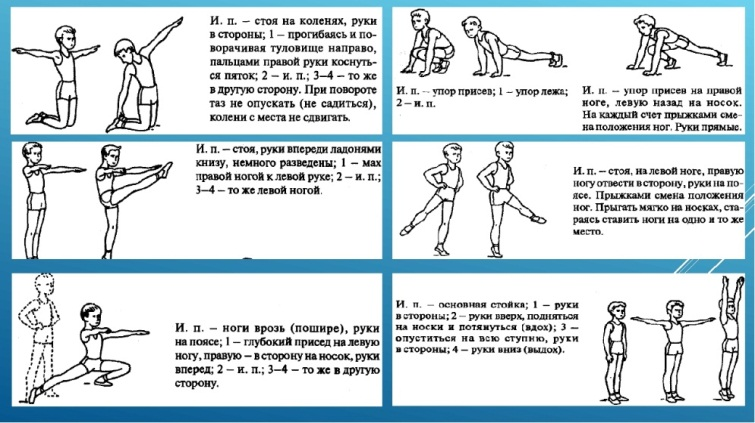 И. п. – стоя на коленях, руки
в стороны; 1 – прогибаясь и по-
ворачивая туловище направо,
пальцами правой руки коснуть-
ся пяток; 2 – и. п.; 3–4 – то же
в другую сторону. При повороте
таз не опускать (не садиться),
колени с места не сдвигать.
И. п. – упор присев; 1 – упор лежа;
2 – и. п.
И. п. – упор присев на правой
ноге, левую назад на носок.
На каждый счет прыжками сме-
на положения ног. Руки прямые.
И. п. – стоя, руки впереди ладонями
книзу, немного разведены; 1 – мах
правой ногой к левой руке; 2 – и. п.;
3–4 – то же левой ногой.
И. п. – стоя, на левой ноге, правую
ногу отвести в сторону, руки на по-
ясе. Прыжками смена положения
ног. Прыгать мягко на носках, ста-
раясь ставить ноги на одно и то же
место.
И. п. – ноги врозь (пошире), руки
на поясе; 1 – глубокий присед на левую
ногу, правую – в сторону на носок, руки
вперед; 2 – и. п.; 3–4 – то же в другую
сторону.
И. п. – основная стойка; 1 – руки
в стороны; 2 – руки вверх, подняться
на носки и потянуться (вдох); 3 –
опуститься на всю ступню, руки
в стороны; 4 – руки вниз (выдох).